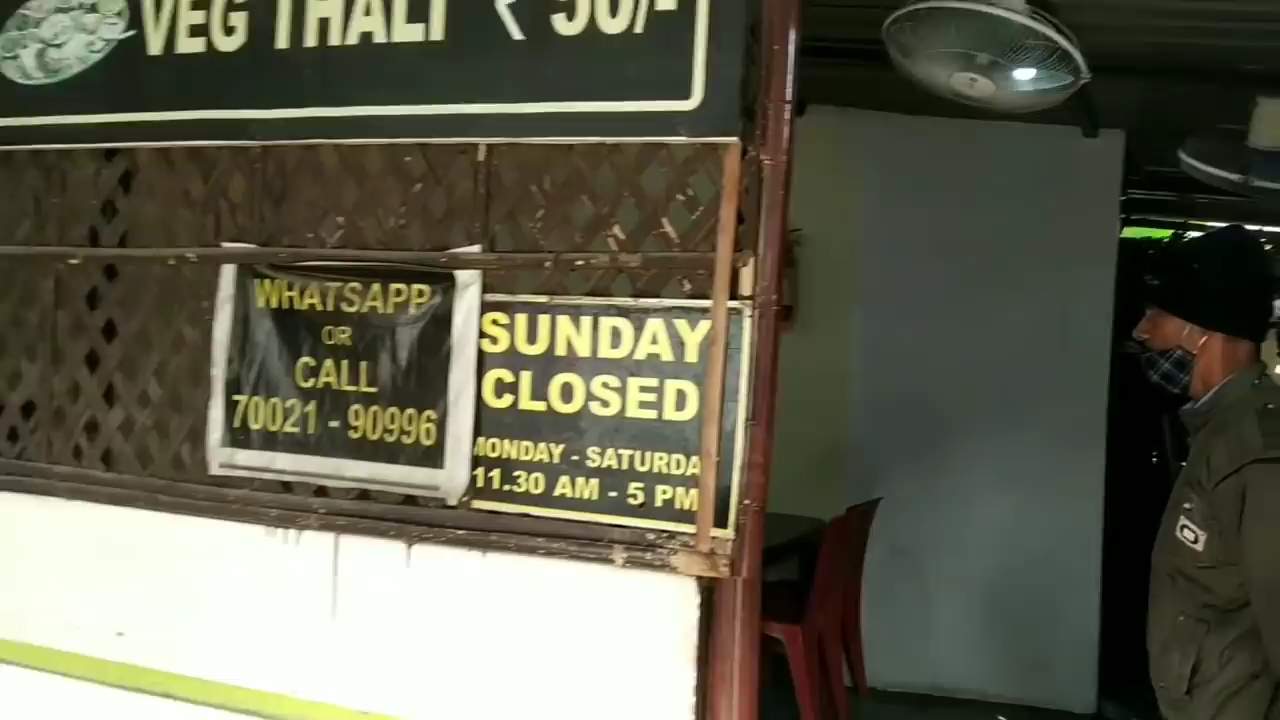 VEG THALI ₹ 50/-
WHATSAPP
OR
CALL
70021 - 90996
SUNDAY
CLOSED
MONDAY - SATURDA
11.30 AM - 5 PM